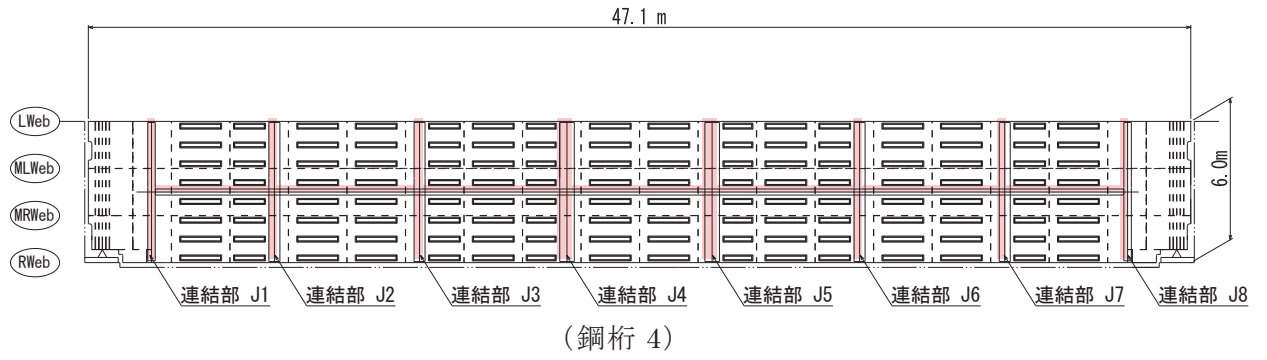 47.1 m
LWeb
MLWeb
MRWeb
RWeb
6.0m
連結部 J1
連結部 J2
連結部 J3
連結部 J4
連結部 J5
連結部 J6
連結部 J7
連結部 J8
(鋼桁 4)